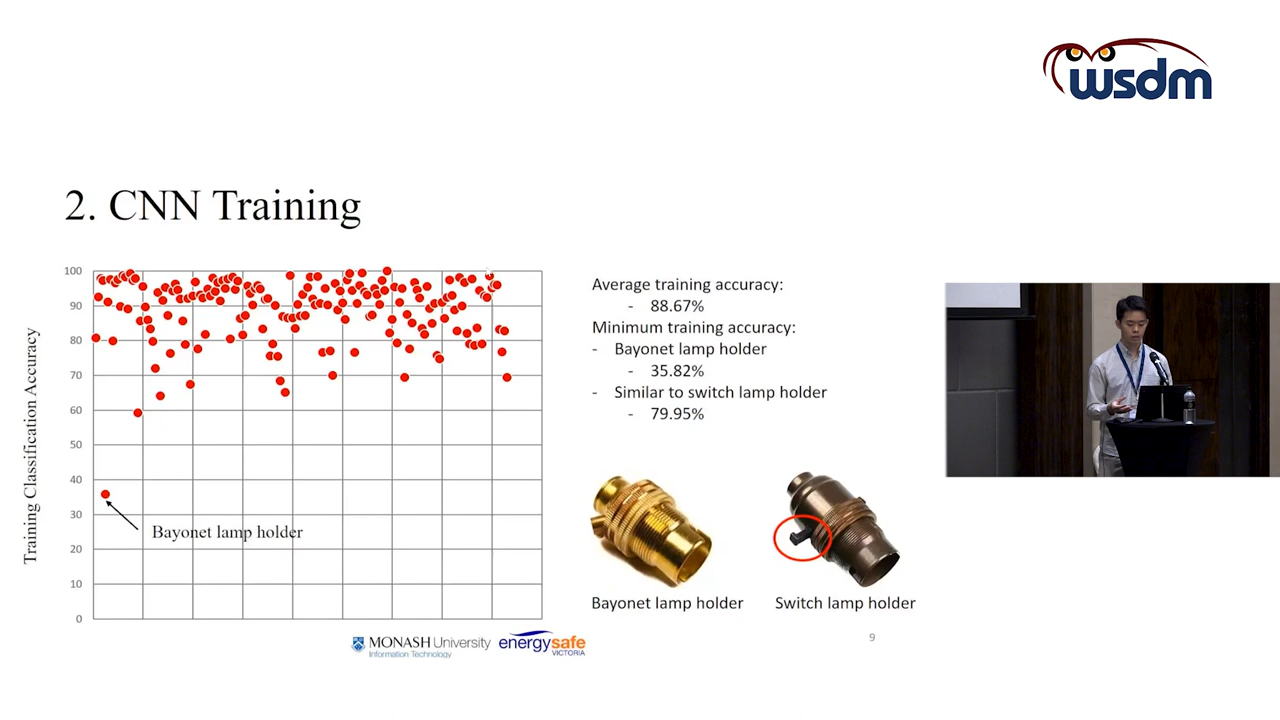 wsdm
2. CNN Training
Training Classification Accuracy
100
90
80
70
60
50
40
30
20
10
0
Bayonet lamp holder
Average training accuracy:
- 88.67%
Minimum training accuracy:
- Bayonet lamp holder
- 35.82%
- Similar to switch lamp holder
- 79.95%
Bayonet lamp holder
Switch lamp holder
MONASH University
Information Technology
energysafe
VICTORIA
9